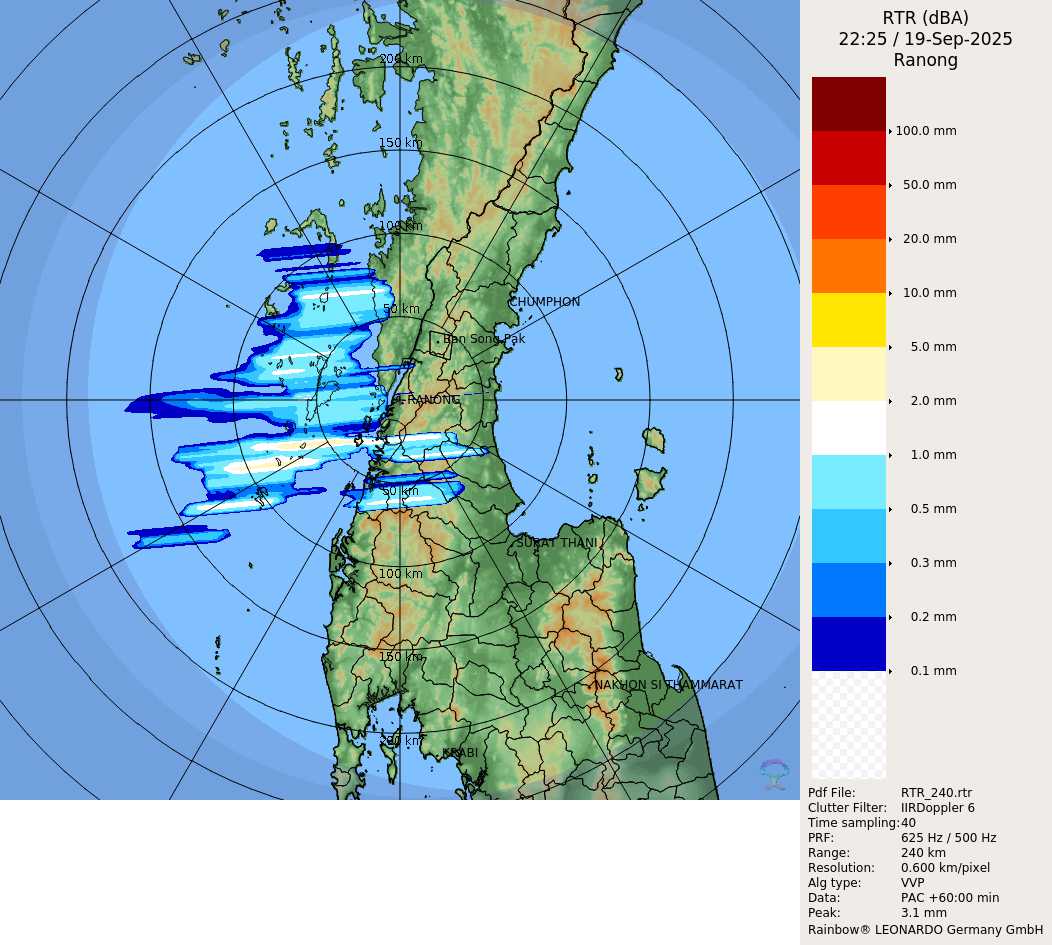 200 km
150 km
100 km
50 km
CHUMPHON
Ban Song Pak
RANONG
50 km
SURAT THANI
100 km
150 km
NAKHON SI THAMMARAT
200 km
KRABI
RTR (dBA)
22:25 / 19-Sep-2025
Ranong
100.0 mm
50.0 mm
20.0 mm
10.0 mm
5.0 mm
2.0 mm
1.0 mm
0.5 mm
0.3 mm
0.2 mm
0.1 mm
Pdf File: RTR_240.rtr
Clutter Filter: IIRDoppler 6
Time sampling:40
PRF: 625 Hz / 500 Hz
Range: 240 km
Resolution: 0.600 km/pixel
Alg type: VVP
Data: PAC +60:00 min
Peak: 3.1 mm
Rainbow® LEONARDO Germany GmbH